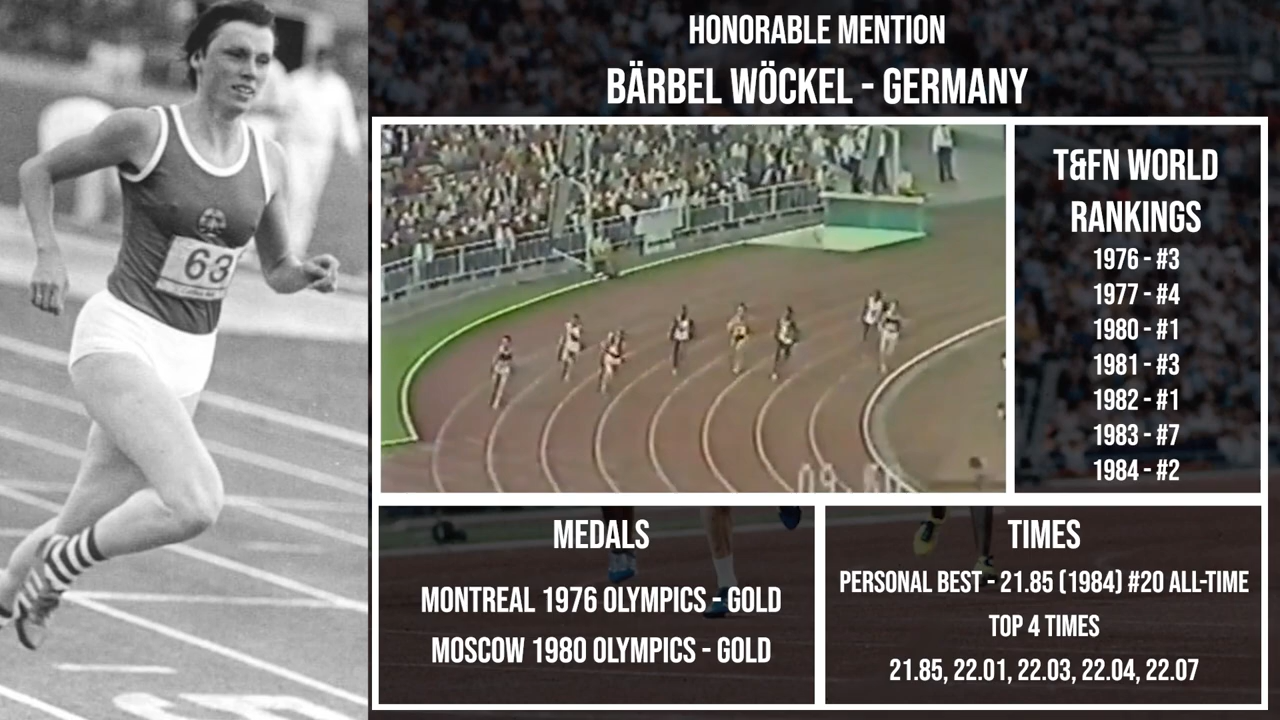 HONORABLE MENTION
BÄRBEL WÖCKEL - GERMANY
63
T&FN WORLD
RANKINGS
1976 - #3
1977 - #4
1980 - #1
1981 - #3
1982 - #1
1983 - #7
1984 - #2
MEDALS
MONTREAL 1976 OLYMPICS - GOLD
MOSCOW 1980 OLYMPICS - GOLD
TIMES
PERSONAL BEST - 21.85 (1984) #20 ALL-TIME
TOP 4 TIMES
21.85, 22.01, 22.03, 22.04, 22.07